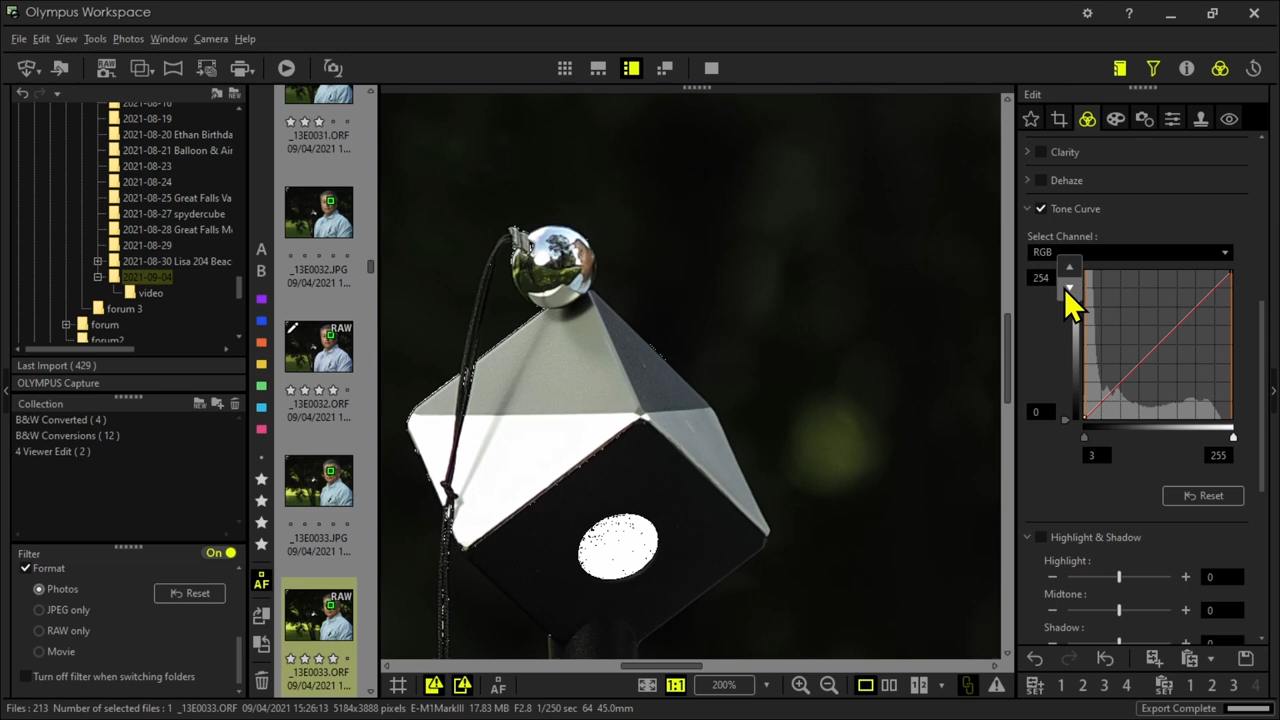 Olympus Workspace
File Edit View Tools Photos Window Camera Help
2021-08-19
2021-08-20 Ethan Birthda
2021-08-21 Balloon & Air
2021-08-23
2021-08-24
2021-08-25 Great Falls Va
2021-08-27 spydercube
2021-08-28 Great Falls M
2021-08-29
2021-08-30 Lisa 204 Beac
2021-09-04
video
forum 3
forum
forum2
Last Import ( 429 )
OLYMPUS Capture
Collection
B&W Converted ( 4 )
B&W Conversions ( 12 )
4 Viewer Edit ( 2 )
Filter On
Format
Photos Reset
JPEG only
RAW only
Movie
Turn off filter when switching folders
A
B
AF
_13E0031.ORF
09/04/2021 1...
_13E0032.JPG
09/04/2021 1...
RAW
_13E0032.ORF
09/04/2021 1...
_13E0033.JPG
09/04/2021 1...
RAW
_13E0033.ORF
09/04/2021 1...
AF 1:1 200%
Edit
Clarity
Dehaze
Tone Curve
Select Channel :
RGB
254
0
3 255
Reset
Highlight & Shadow
Highlight :
0
Midtone :
0
Shadow :
0
1 2 3 4 1 2 3 4
Files : 213 Number of selected files : 1 _13E0033.ORF 09/04/2021 15:26:13 5184x3888 pixels E-M1MarkIII 17.83 MB F2.8 1/250 sec 64 45.0mm
Export Complete